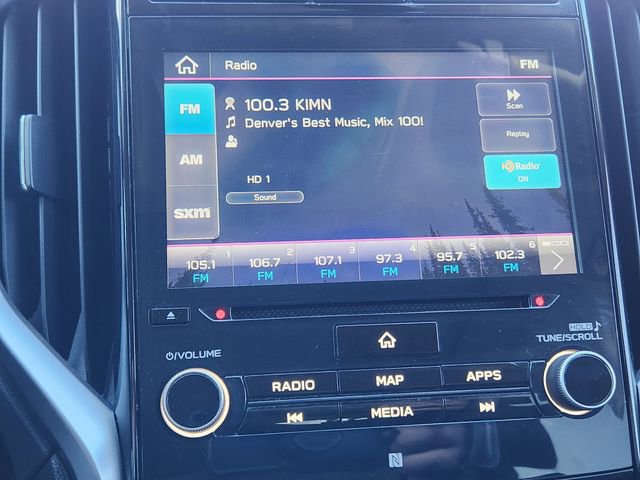 Radio FM
FM
100.3 KIMN
Denver's Best Music, Mix 100!
Scan
Replay
AM
HD 1
HD Radio
ON
sxm
Sound
1 2 3 4 5 6
105.1 106.7 107.1 97.3 95.7 102.3
FM FM FM FM FM FM
HOLD
VOLUME
TUNE/SCROLL
RADIO MAP APPS
MEDIA
N